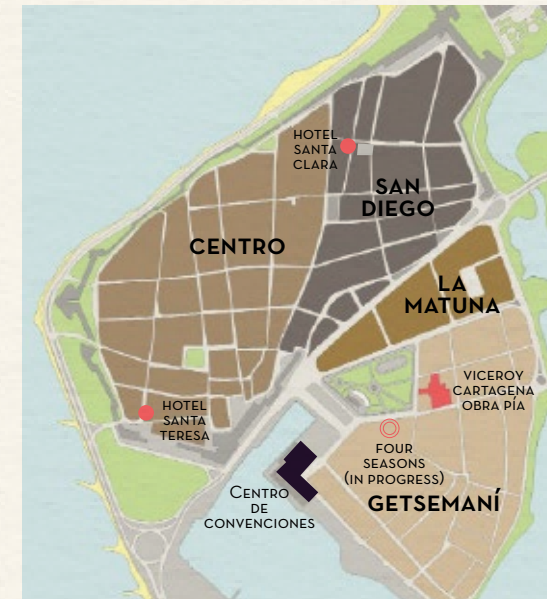 HOTEL
SANTA
CLARA
SAN
DIEGO
CENTRO
LA
MATUNA
VICEROY
CARTAGENA
OBRA PÍA
HOTEL
SANTA
TERESA
FOUR
SEASONS
(IN PROGRESS)
CENTRO
DE
CONVENCIONES
GETSEMANÍ